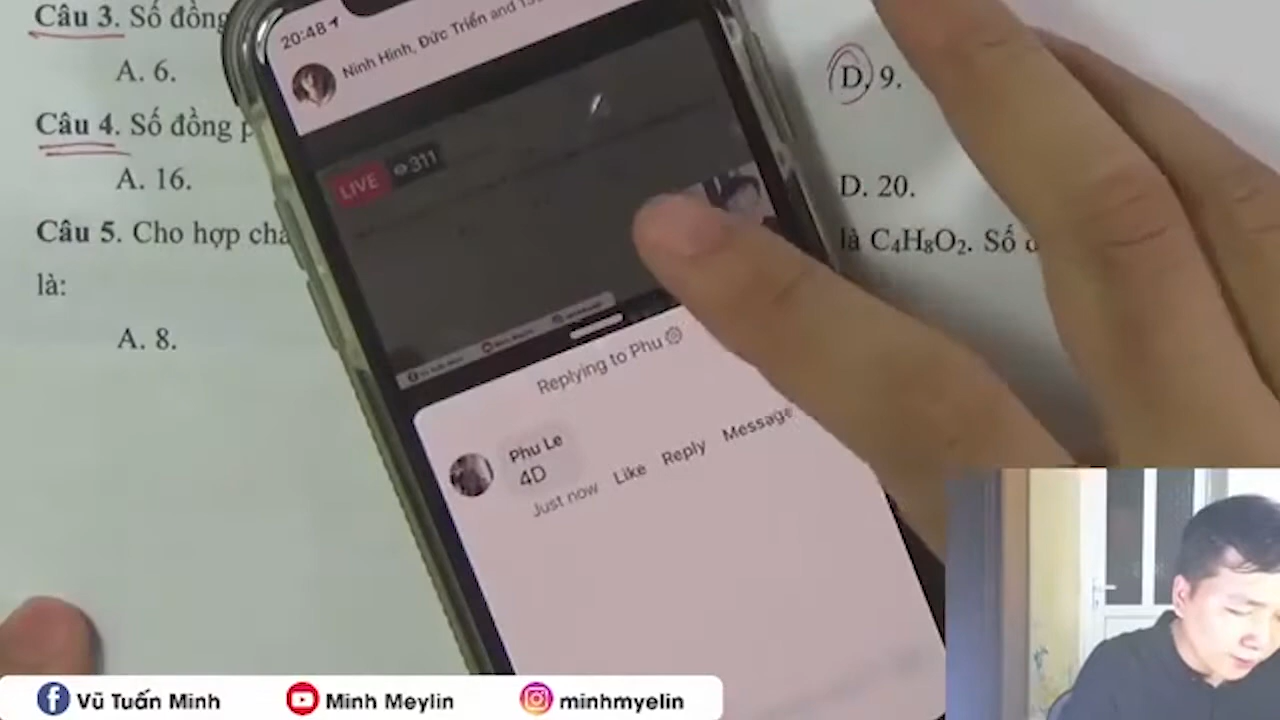 Câu 3. Số đồng
A. 6.
D. 9.
Câu 4. Số đồng p
A. 16.
D. 20.
Câu 5. Cho hợp chấ
là C₄H₈O₂. Số đ
là:
A. 8.
20:48
Ninh Hinh, Đức Triển and
LIVE
311
Replying to Phu
Phu Le
4D
Just now Like Reply Message
Vũ Tuấn Minh
Minh Meylin
minhmyelin